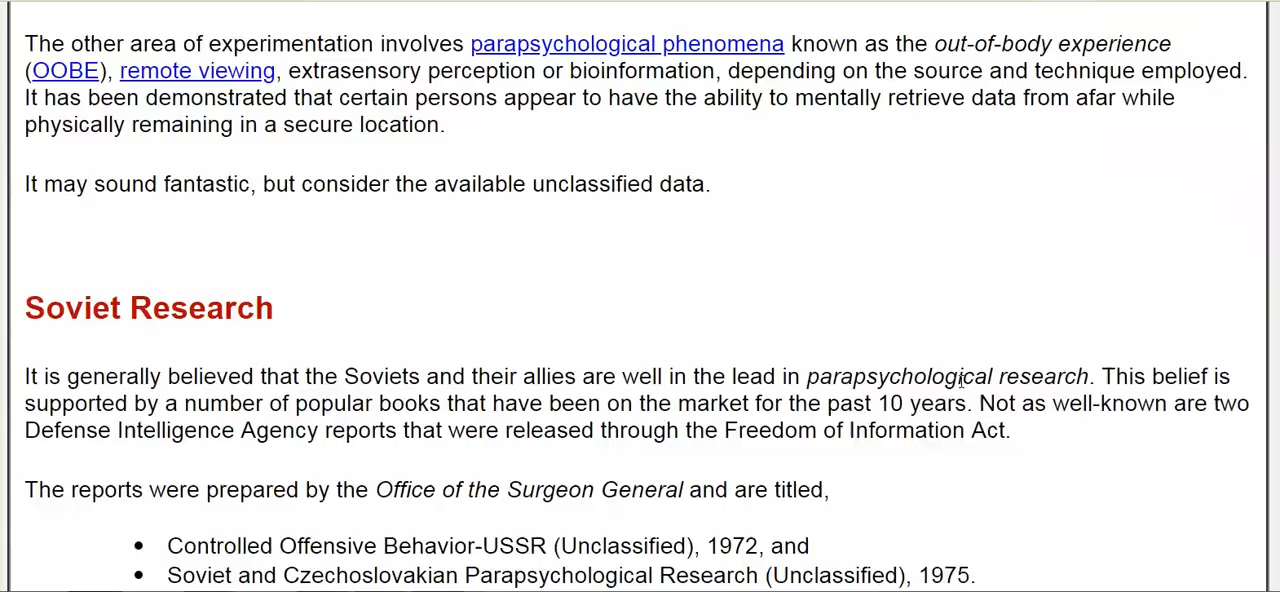 The other area of experimentation involves parapsychological phenomena known as the out-of-body experience
(OOBE), remote viewing, extrasensory perception or bioinformation, depending on the source and technique employed.
It has been demonstrated that certain persons appear to have the ability to mentally retrieve data from afar while
physically remaining in a secure location.
It may sound fantastic, but consider the available unclassified data.
Soviet Research
It is generally believed that the Soviets and their allies are well in the lead in parapsychological research. This belief is
supported by a number of popular books that have been on the market for the past 10 years. Not as well-known are two
Defense Intelligence Agency reports that were released through the Freedom of Information Act.
The reports were prepared by the Office of the Surgeon General and are titled,
• Controlled Offensive Behavior-USSR (Unclassified), 1972, and
• Soviet and Czechoslovakian Parapsychological Research (Unclassified), 1975.